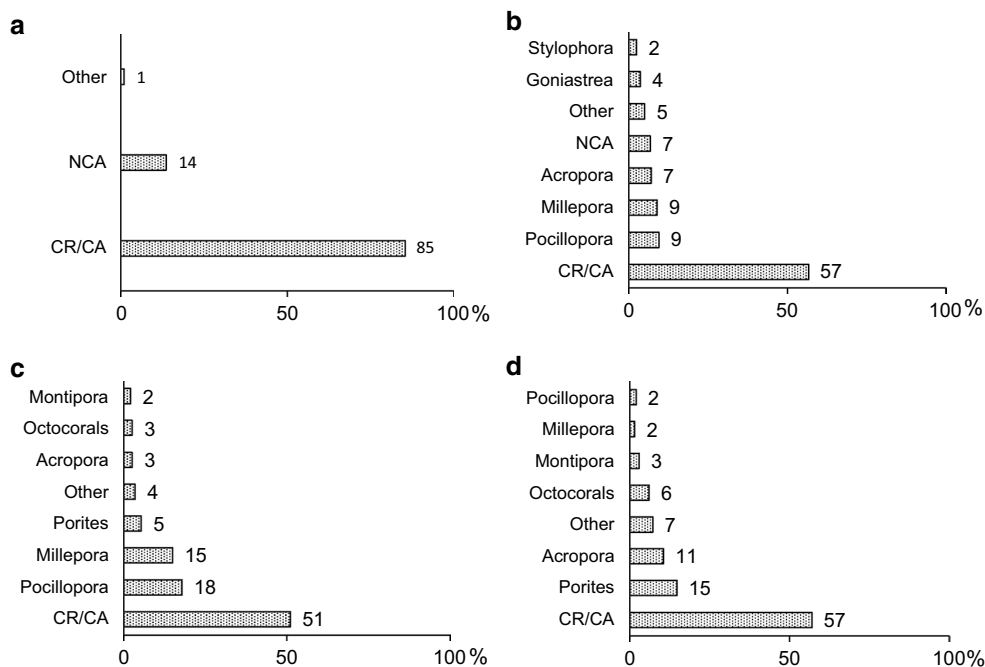 a
Other 1
NCA 14
CR/CA 85
0 50 100 %
b
Stylophora 2
Goniastrea 4
Other 5
NCA 7
Acropora 7
Millepora 9
Pocillopora 9
CR/CA 57
0 50 100 %
c
Montipora 2
Octocorals 3
Acropora 3
Other 4
Porites 5
Millepora 15
Pocillopora 18
CR/CA 51
0 50 100 %
d
Pocillopora 2
Millepora 2
Montipora 3
Octocorals 6
Other 7
Acropora 11
Porites 15
CR/CA 57
0 50 100%